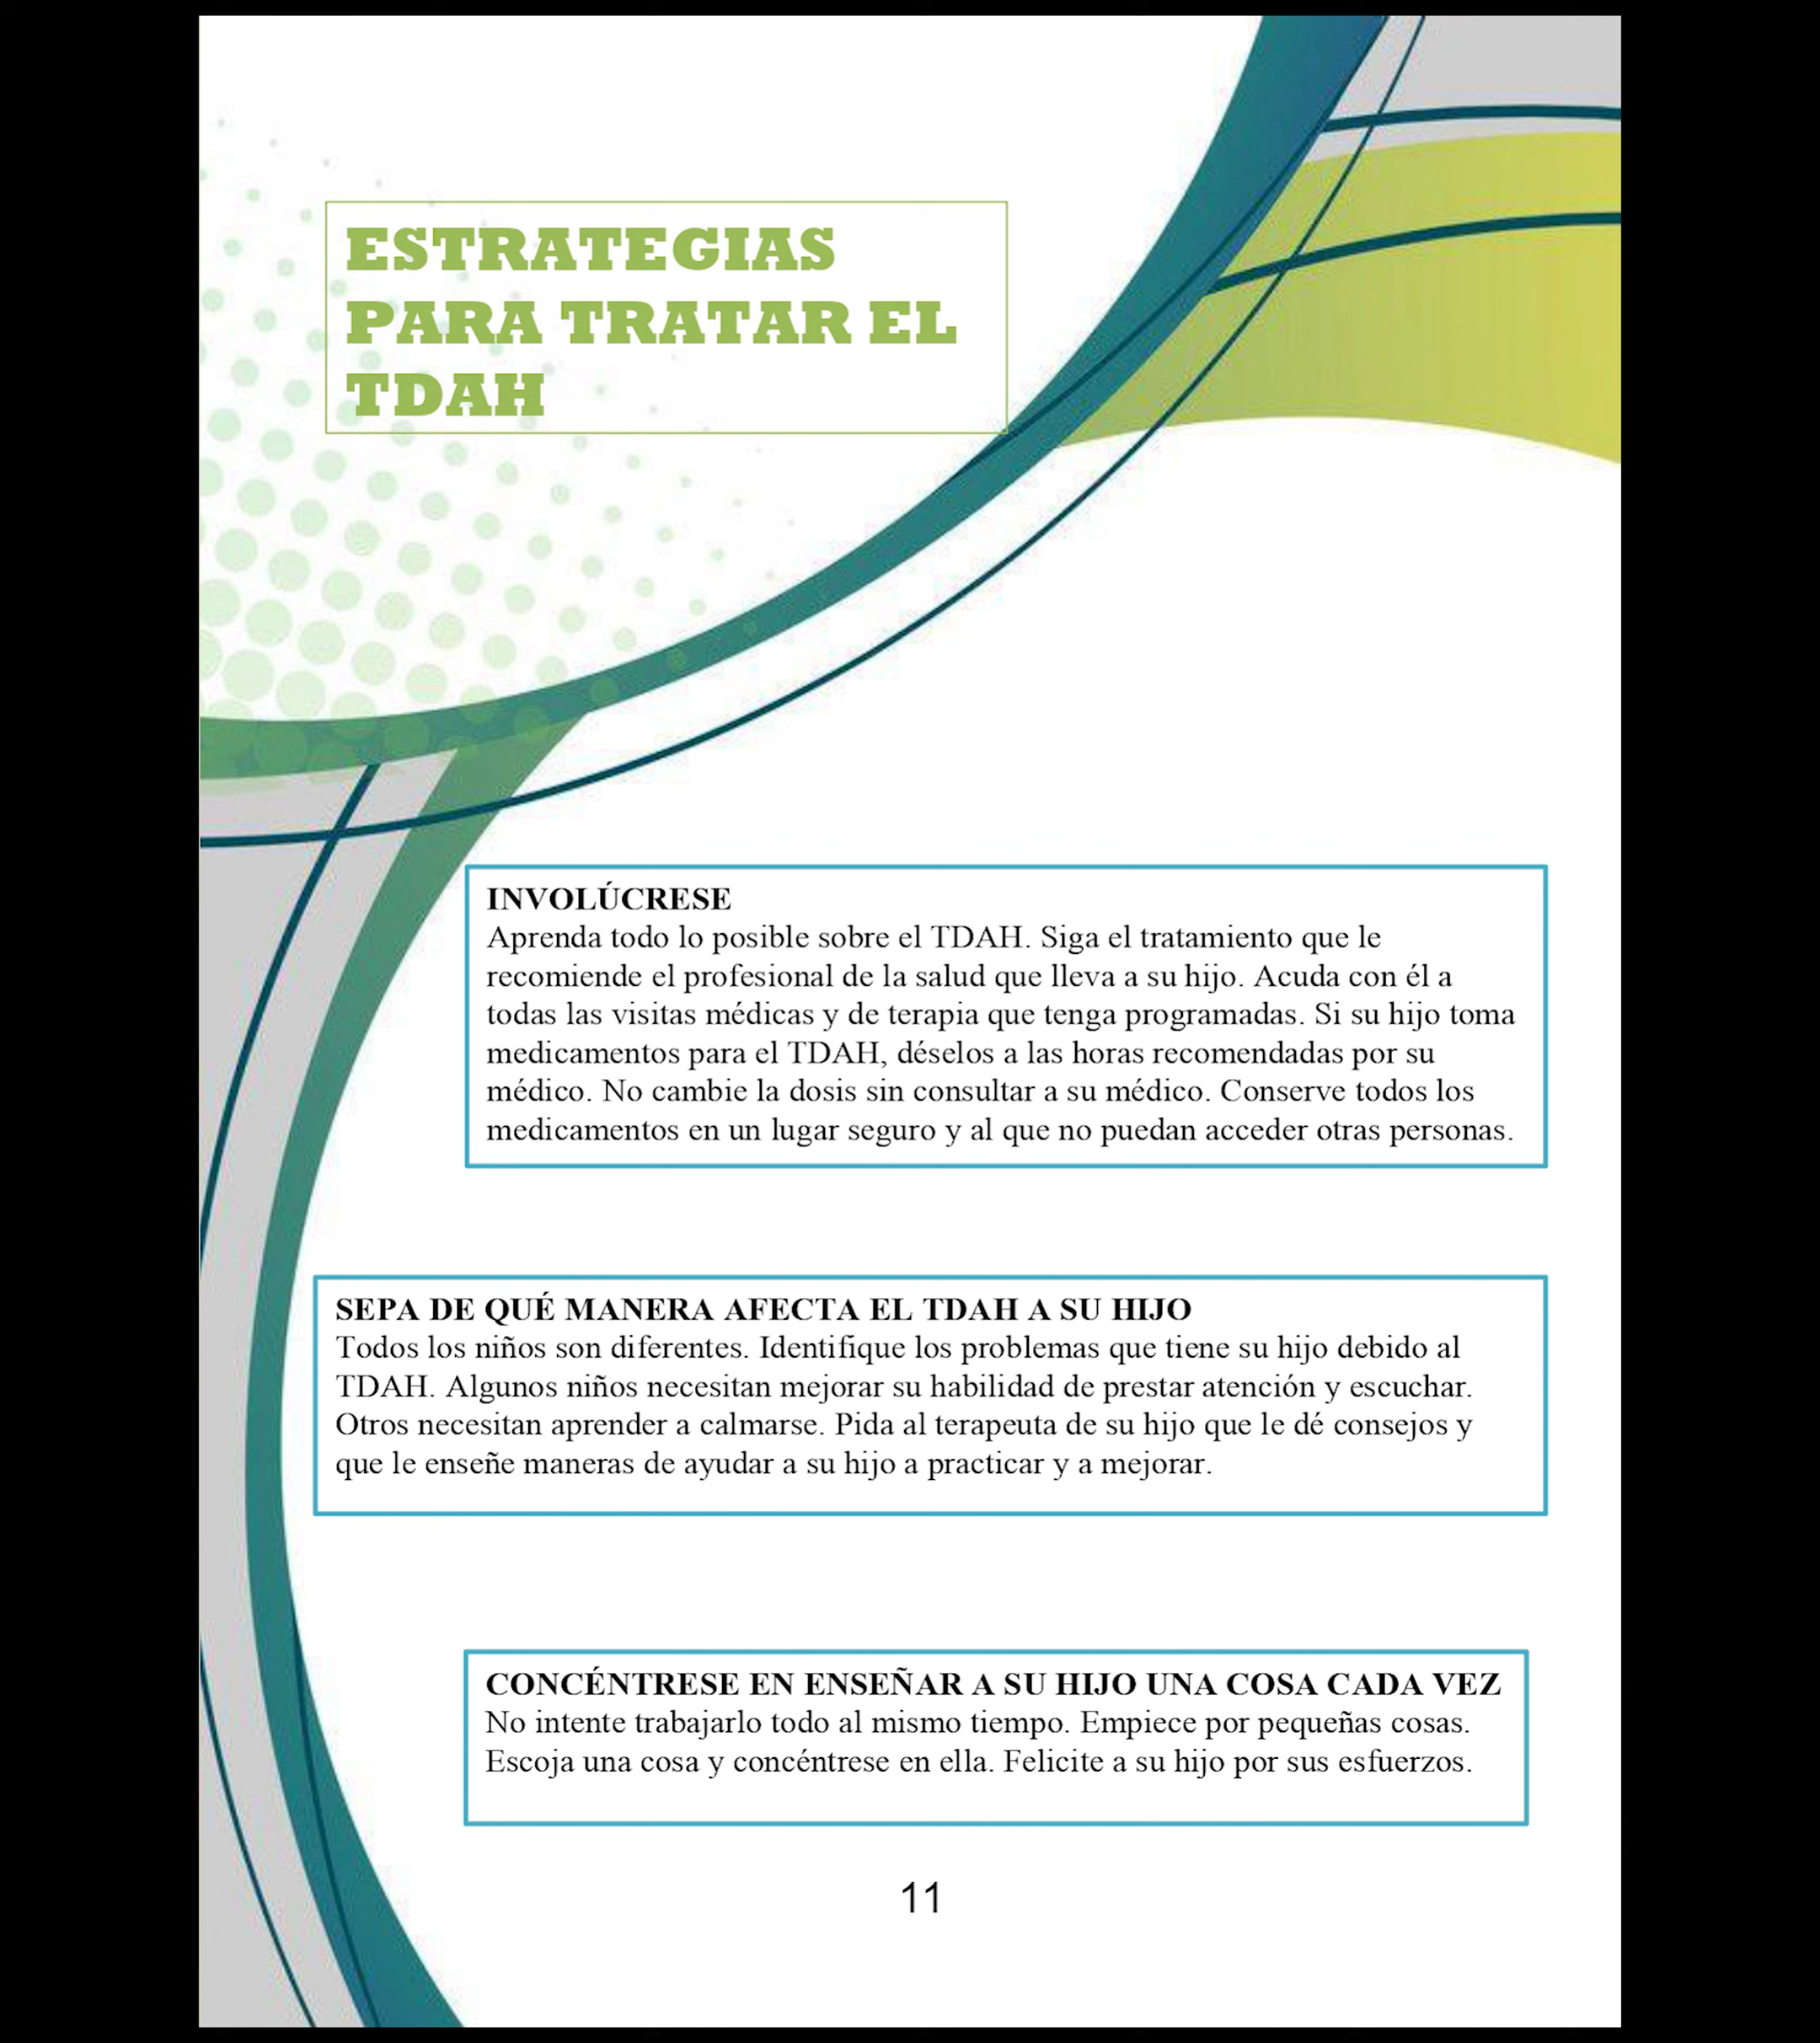 ESTRATEGIAS
PARA TRATAR EL
TDAH
INVOLÚCRESE
Aprenda todo lo posible sobre el TDAH. Siga el tratamiento que le
recomiende el profesional de la salud que lleva a su hijo. Acuda con él a
todas las visitas médicas y de terapia que tenga programadas. Si su hijo toma
medicamentos para el TDAH, déselos a las horas recomendadas por su
médico. No cambie la dosis sin consultar a su médico. Conserve todos los
medicamentos en un lugar seguro y al que no puedan acceder otras personas.
SEPA DE QUÉ MANERA AFECTA EL TDAH A SU HIJO
Todos los niños son diferentes. Identifique los problemas que tiene su hijo debido al
TDAH. Algunos niños necesitan mejorar su habilidad de prestar atención y escuchar.
Otros necesitan aprender a calmarse. Pida al terapeuta de su hijo que le dé consejos y
que le enseñe maneras de ayudar a su hijo a practicar y a mejorar.
CONCÉNTRESE EN ENSEÑAR A SU HIJO UNA COSA CADA VEZ
No intente trabajarlo todo al mismo tiempo. Empiece por pequeñas cosas.
Escoja una cosa y concéntrese en ella. Felicite a su hijo por sus esfuerzos.
11